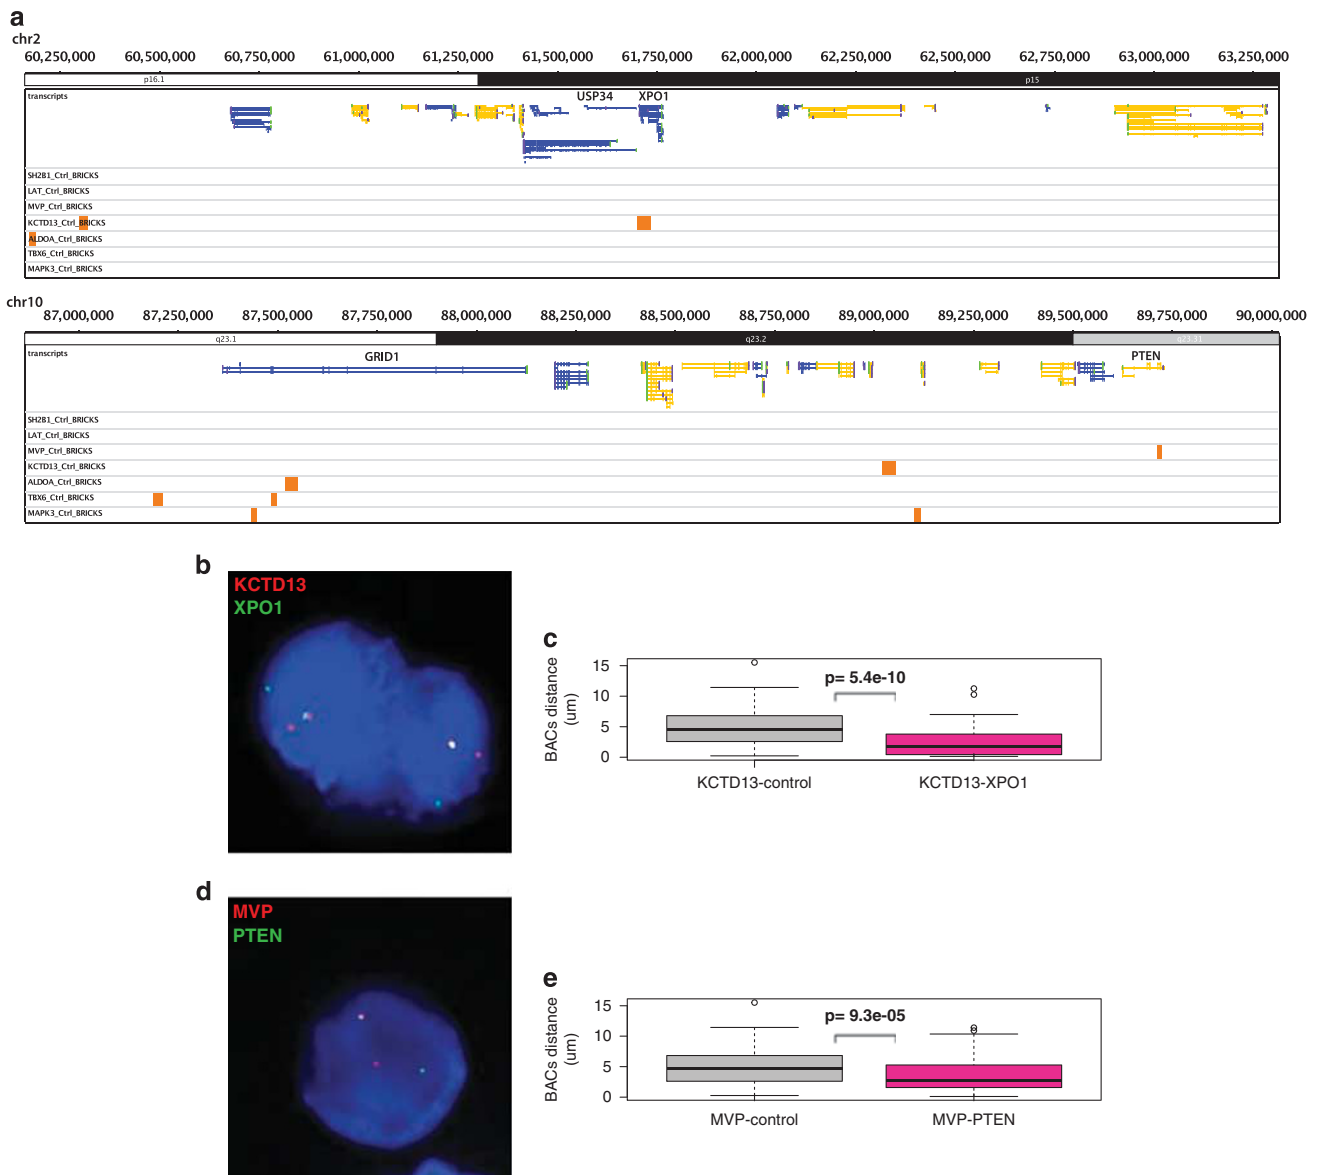 a
chr2
60,250,000 60,500,000 60,750,000 61,000,000 61,250,000 61,500,000 61,750,000 62,000,000 62,250,000 62,500,000 62,750,000 63,000,000 63,250,000
p16.1 p15
transcripts USP34 XPO1
SH2B1_Ctrl_BRICKS
LAT_Ctrl_BRICKS
MVP_Ctrl_BRICKS
KCTD13_Ctrl_BRICKS
ALDOA_Ctrl_BRICKS
TBX6_Ctrl_BRICKS
MAPK3_Ctrl_BRICKS
chr10
87,000,000 87,250,000 87,500,000 87,750,000 88,000,000 88,250,000 88,500,000 88,750,000 89,000,000 89,250,000 89,500,000 89,750,000 90,000,000
q23.1 q23.2 q23.31
transcripts GRID1 PTEN
SH2B1_Ctrl_BRICKS
LAT_Ctrl_BRICKS
MVP_Ctrl_BRICKS
KCTD13_Ctrl_BRICKS
ALDOA_Ctrl_BRICKS
TBX6_Ctrl_BRICKS
MAPK3_Ctrl_BRICKS
b
KCTD13
XPO1
c
BACs distance
(um)
15
10
5
0
p= 5.4e-10
KCTD13-control KCTD13-XPO1
d
MVP
PTEN
e
BACs distance
(um)
15
10
5
0
p= 9.3e-05
MVP-control MVP-PTEN